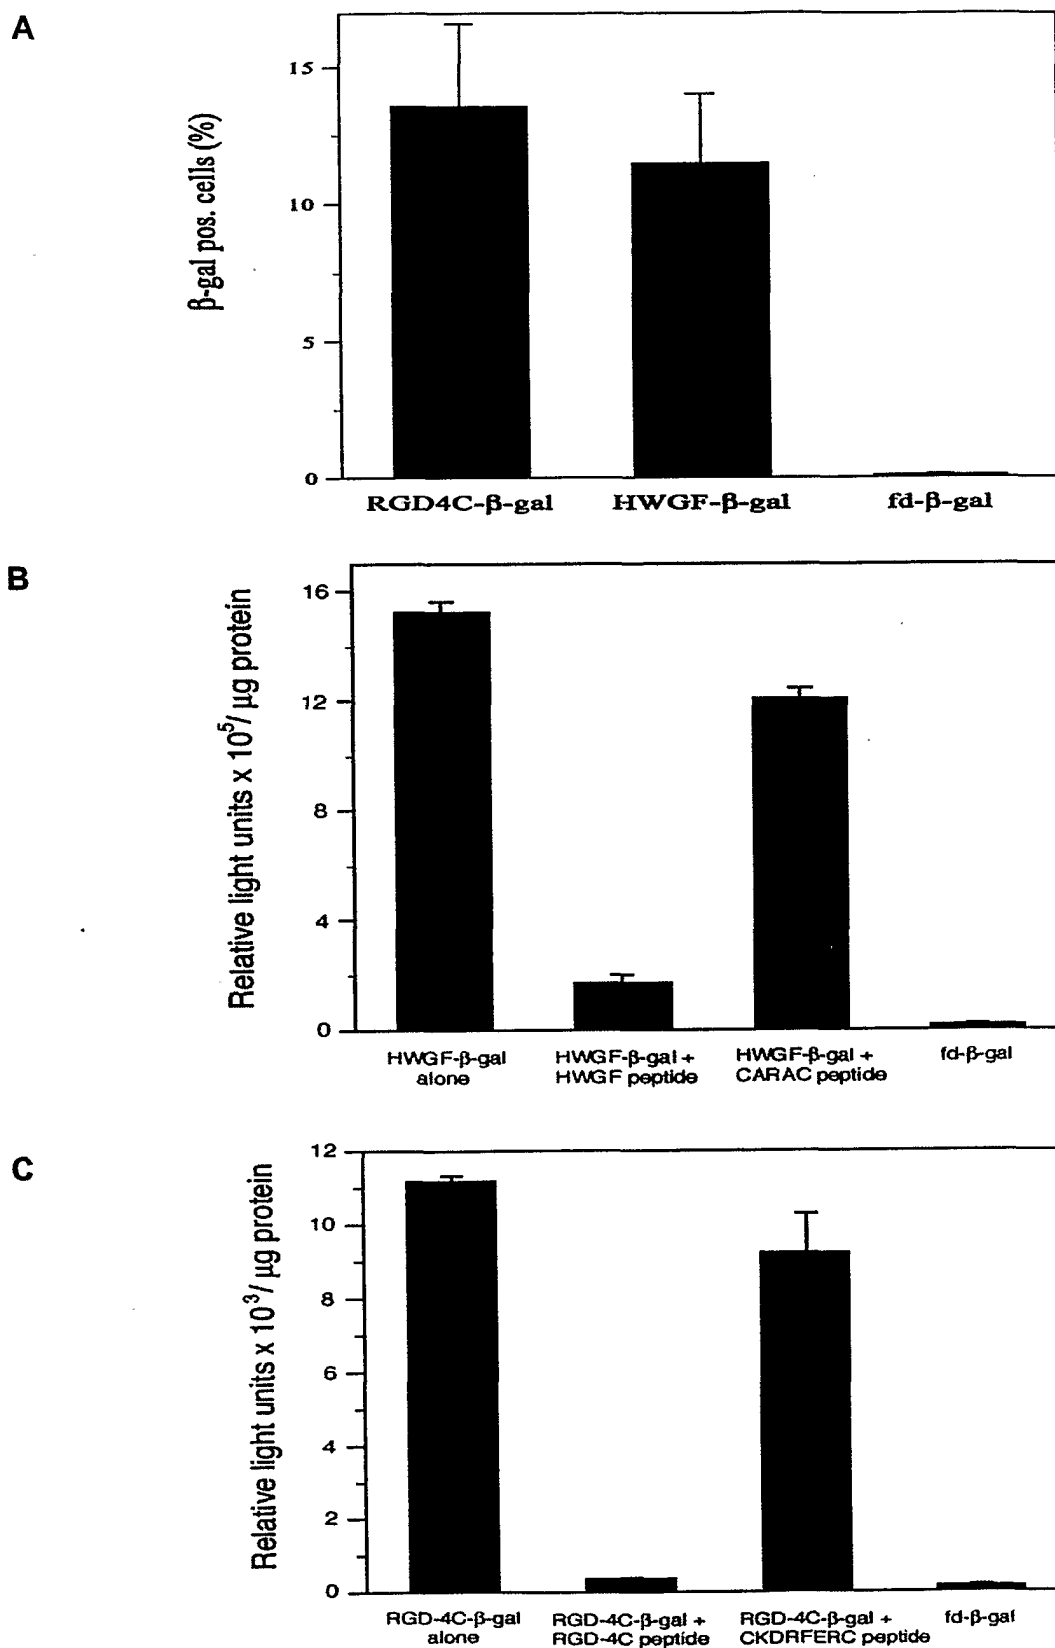 A
β-gal pos. cells (%)
15
10
5
0
RGD4C-β-gal
HWGF-β-gal
fd-β-gal
B
Relative light units x 10⁵/ μg protein
16
12
8
4
0
HWGF-β-gal
alone
HWGF-β-gal +
HWGF peptide
HWGF-β-gal +
CARAC peptide
fd-β-gal
C
Relative light units x 10³/ μg protein
12
10
8
6
4
2
0
RGD-4C-β-gal
alone
RGD-4C-β-gal +
RGD-4C peptide
RGD-4C-β-gal +
CKDRFERC peptide
fd-β-gal